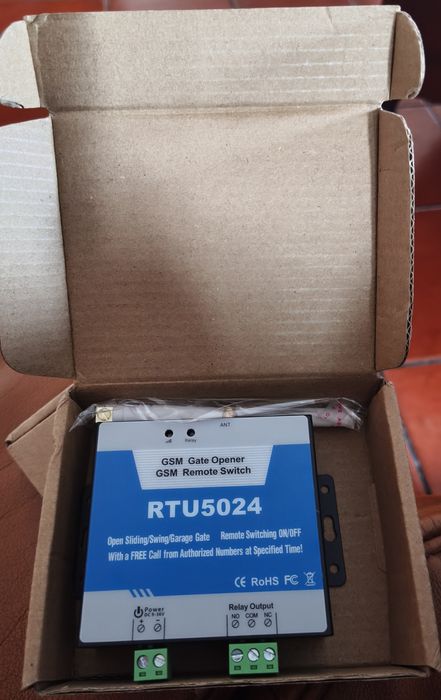 ANT
Relay
GSM Gate Opener
GSM Remote Switch
RTU5024
Open Sliding/Swing/Garage Gate Remote Switching ON/OFF
With a FREE Call from Authorized Numbers at Specified Time!
CE RoHS FC
Power
DC9-36V
+ -
Relay Output
NO COM NC